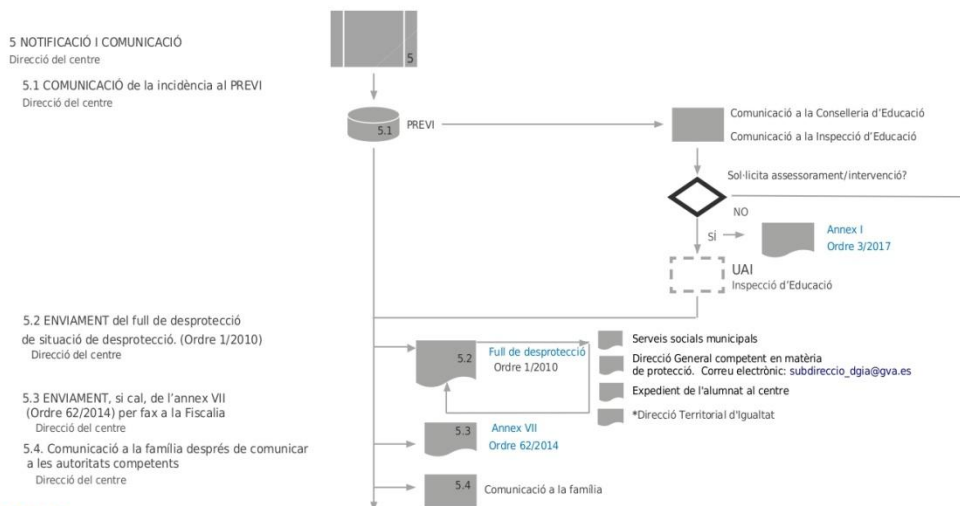 5 NOTIFICACIÓ I COMUNICACIÓ
Direcció del centre
5.1 COMUNICACIÓ de la incidència al PREVI
Direcció del centre
5
5.1
PREVI
Comunicació a la Conselleria d'Educació
Comunicació a la Inspecció d'Educació
Sol·licita assessorament/intervenció?
NO
SÍ
Annex I
Ordre 3/2017
UAI
Inspecció d'Educació
5.2 ENVIAMENT del full de desprotecció
de situació de desprotecció. (Ordre 1/2010)
Direcció del centre
5.2
Full de desprotecció
Ordre 1/2010
Serveis socials municipals
Direcció General competent en matèria
de protecció. Correu electrònic: subdireccio_dgia@gva.es
Expedient de l'alumnat al centre
*Direcció Territorial d'Igualtat
5.3 ENVIAMENT, si cal, de l'annex VII
(Ordre 62/2014) per fax a la Fiscalia
Direcció del centre
5.3
Annex VII
Ordre 62/2014
5.4. Comunicació a la família després de comunicar
a les autoritats competents
Direcció del centre
5.4
Comunicació a la família